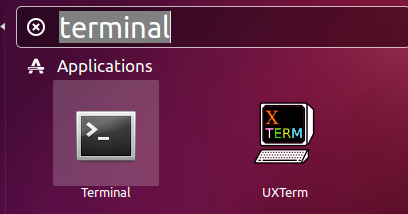 terminal
Applications
>_
X
TERM
Terminal
UXTerm